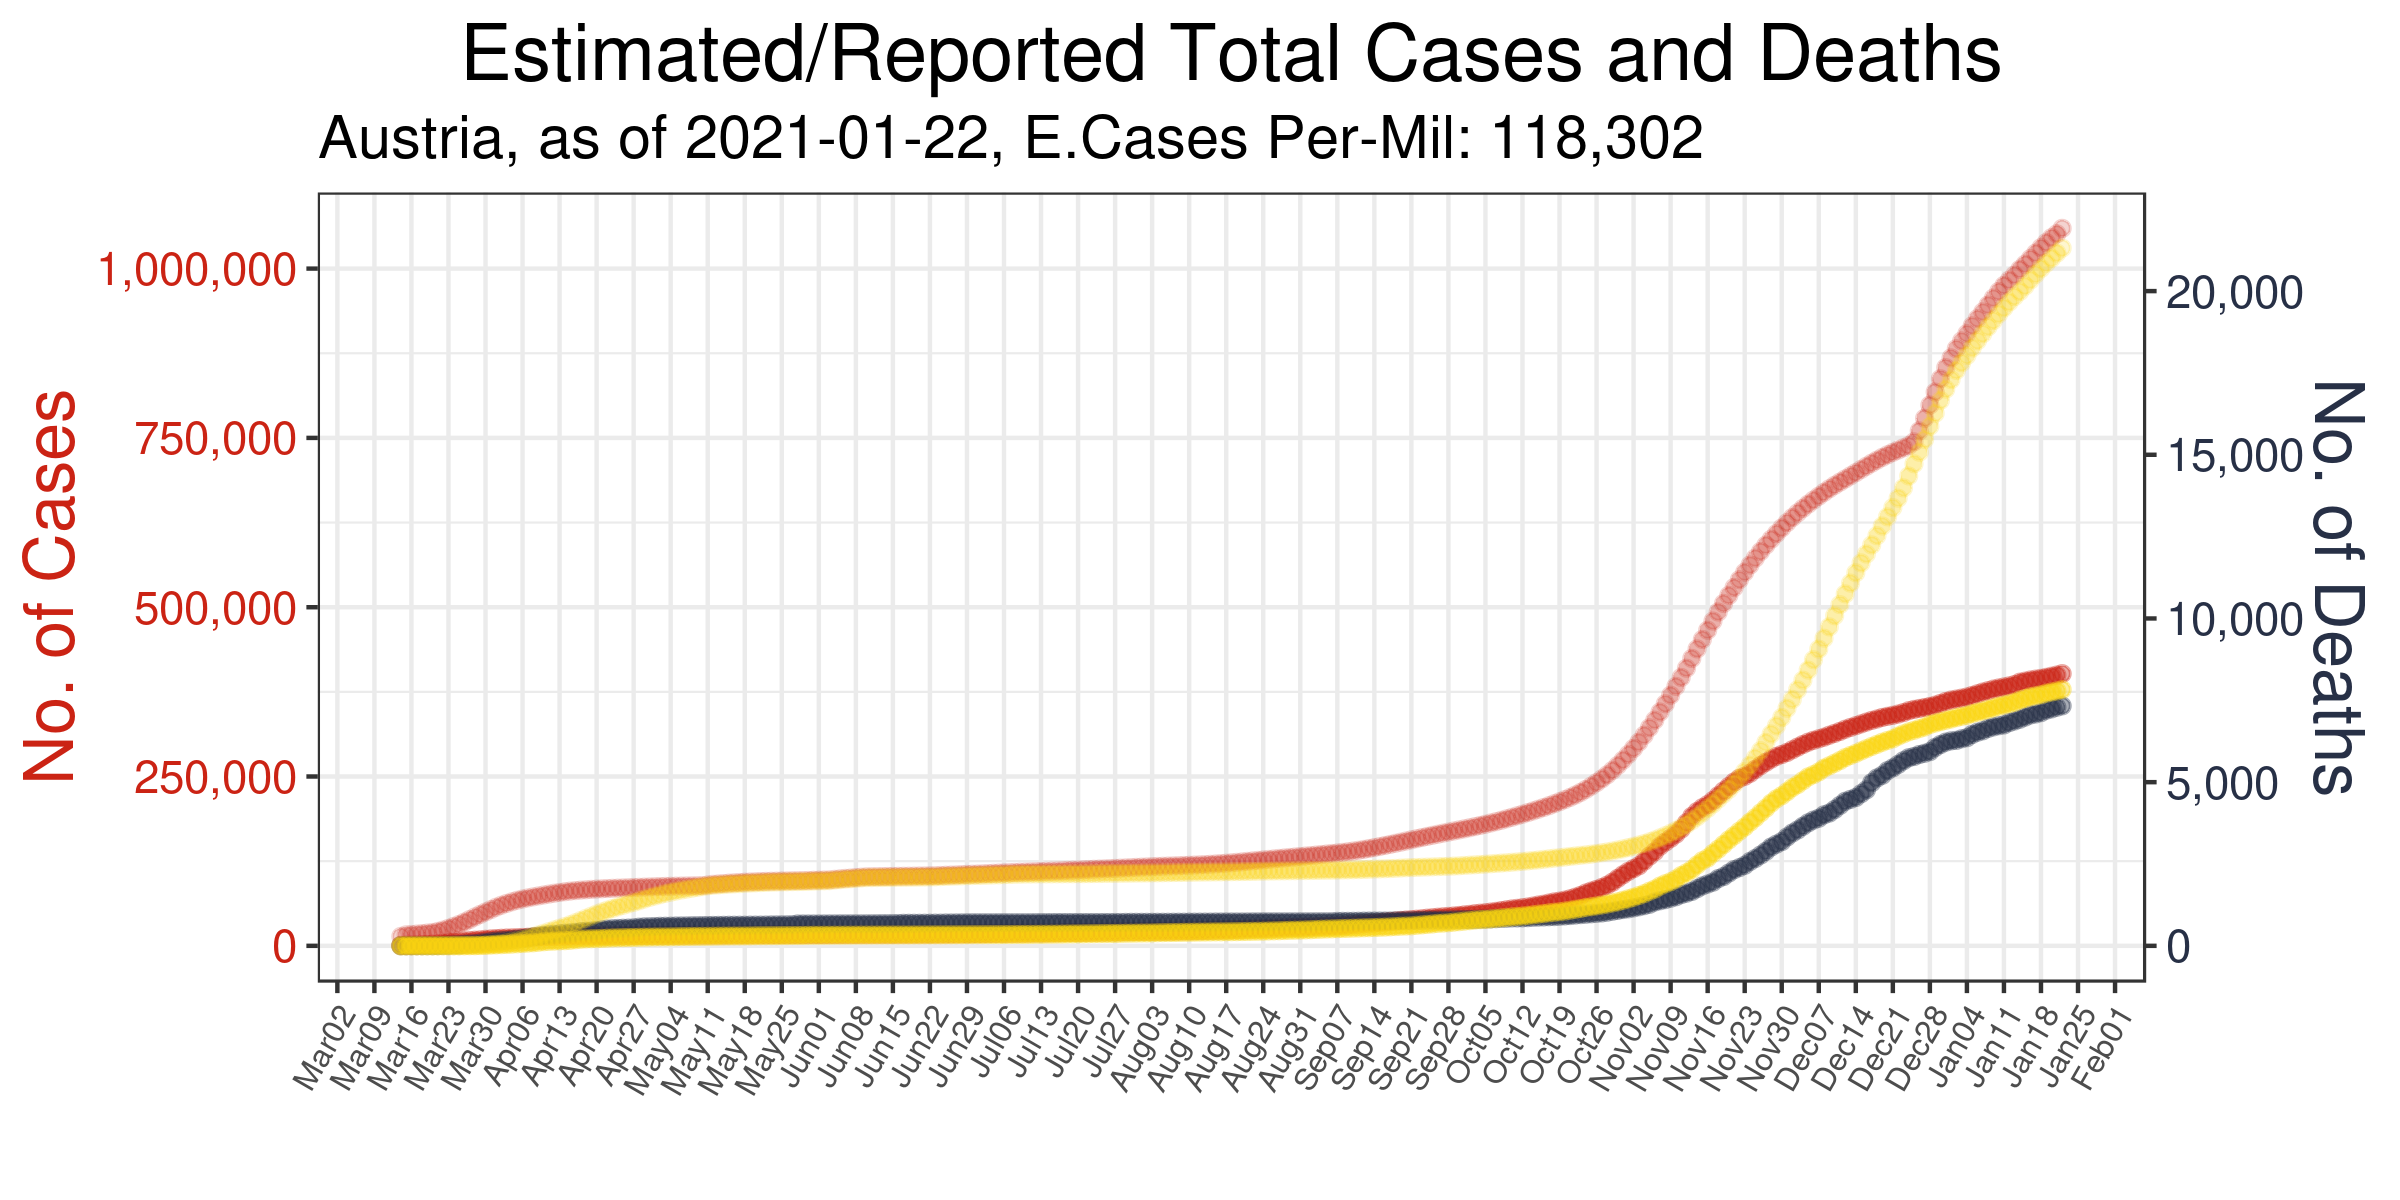 Estimated/Reported Total Cases and Deaths
Austria, as of 2021-01-22, E.Cases Per-Mil: 118,302
No. of Cases
1,000,000
750,000
500,000
250,000
0
20,000
15,000
10,000
5,000
0
No. of Deaths
Mar02
Mar09
Mar16
Mar23
Mar30
Apr06
Apr13
Apr20
Apr27
May04
May11
May18
May25
Jun01
Jun08
Jun15
Jun22
Jun29
Jul06
Jul13
Jul20
Jul27
Aug03
Aug10
Aug17
Aug24
Aug31
Sep07
Sep14
Sep21
Sep28
Oct05
Oct12
Oct19
Oct26
Nov02
Nov09
Nov16
Nov23
Nov30
Dec07
Dec14
Dec21
Dec28
Jan04
Jan11
Jan18
Jan25
Feb01